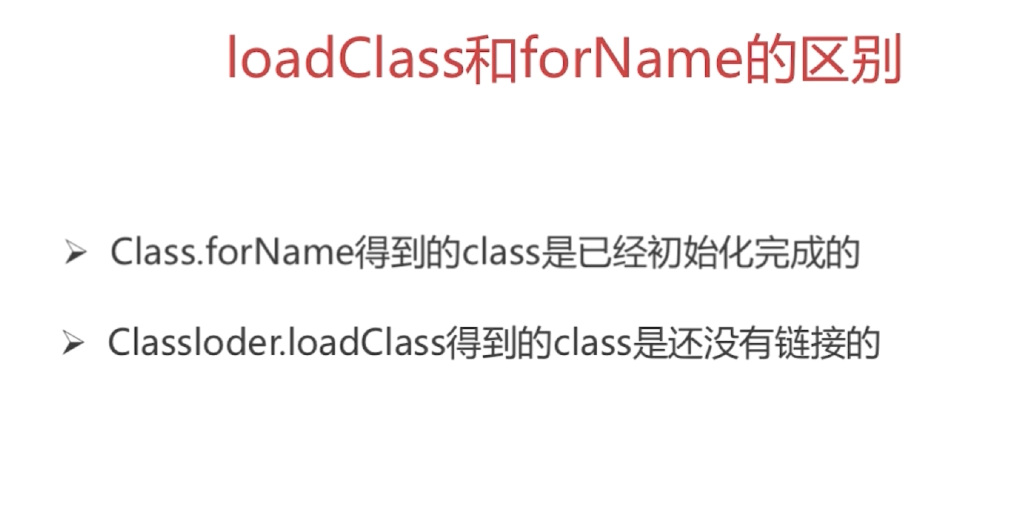 loadClass和forName的区别
➢ Class.forName得到的class是已经初始化完成的
➢ Classloder.loadClass得到的class是还没有链接的